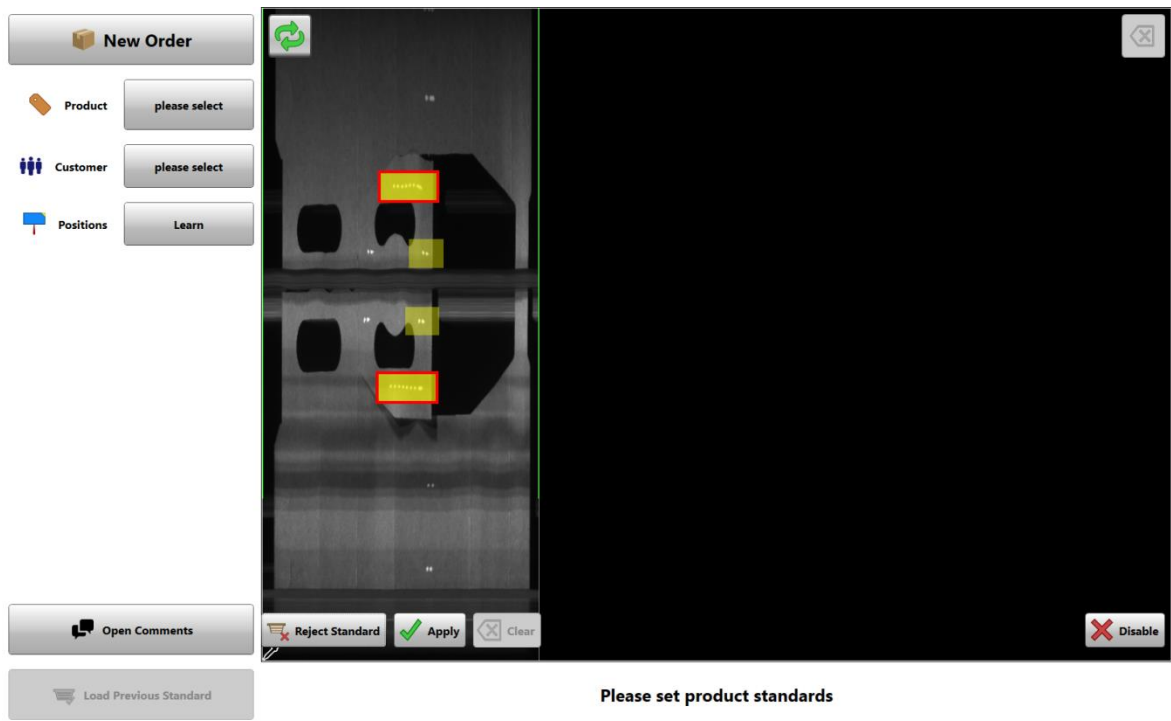 New Order
Product
please select
Customer
please select
Positions
Learn
Open Comments
Load Previous Standard
Reject Standard
Apply
Clear
Disable
Please set product standards